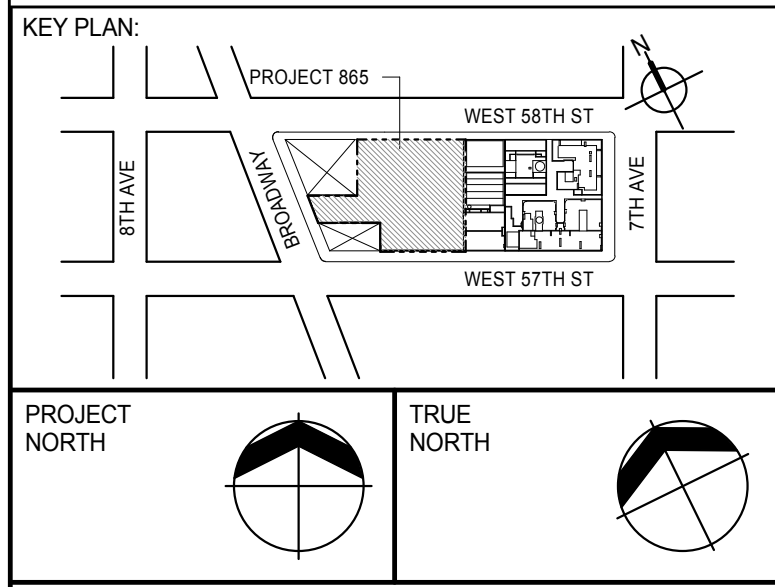 KEY PLAN:
PROJECT 865
N
WEST 58TH ST
8TH AVE
BROADWAY
7TH AVE
WEST 57TH ST
PROJECT
NORTH
TRUE
NORTH